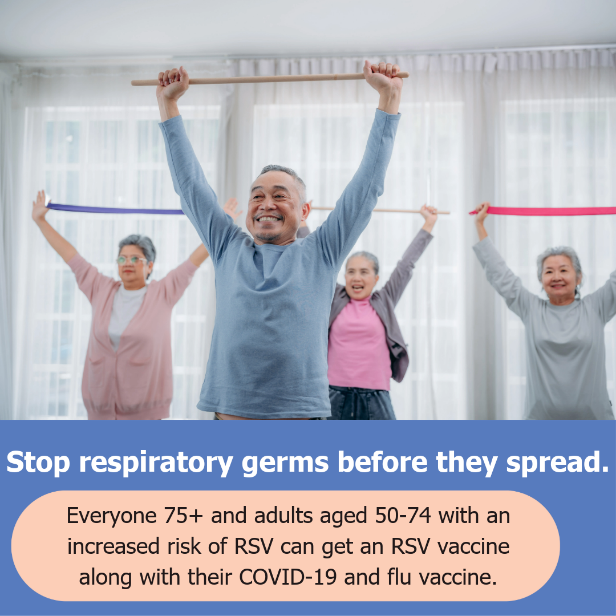 Stop respiratory germs before they spread.
Everyone 75+ and adults aged 50-74 with an
increased risk of RSV can get an RSV vaccine
along with their COVID-19 and flu vaccine.